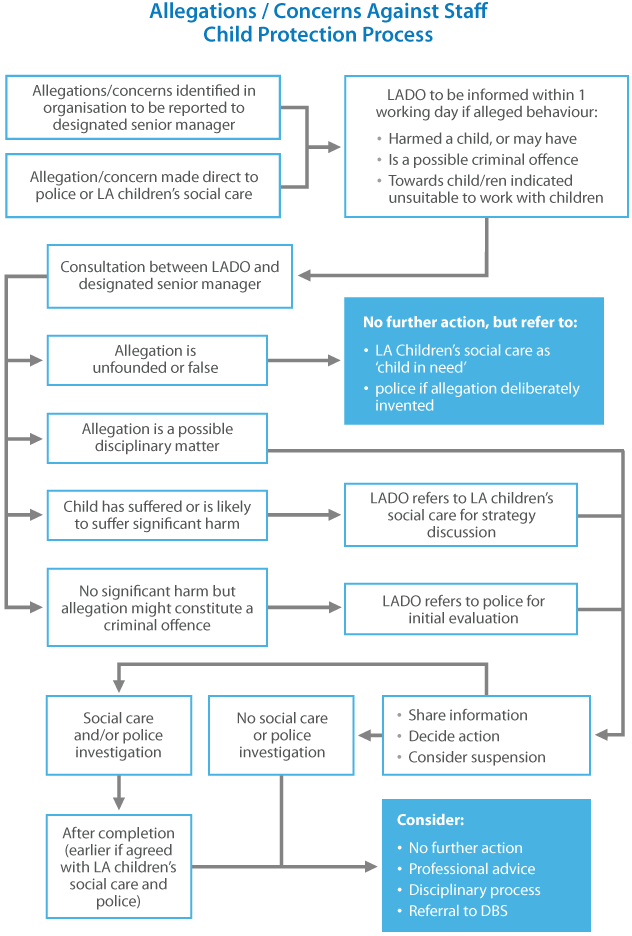 Allegations / Concerns Against Staff
Child Protection Process
Allegations/concerns identified in
organisation to be reported to
designated senior manager
Allegation/concern made direct to
police or LA children's social care
LADO to be informed within 1
working day if alleged behaviour:
• Harmed a child, or may have
• Is a possible criminal offence
• Towards child/ren indicated
unsuitable to work with children
Consultation between LADO and
designated senior manager
Allegation is
unfounded or false
No further action, but refer to:
• LA Children's social care as
'child in need'
• police if allegation deliberately
invented
Allegation is a possible
disciplinary matter
Child has suffered or is likely
to suffer significant harm
LADO refers to LA children's
social care for strategy
discussion
No significant harm but
allegation might constitute a
criminal offence
LADO refers to police for
initial evaluation
Social care
and/or police
investigation
No social care
or police
investigation
• Share information
• Decide action
• Consider suspension
After completion
(earlier if agreed
with LA children's
social care and
police)
Consider:
• No further action
• Professional advice
• Disciplinary process
• Referral to DBS